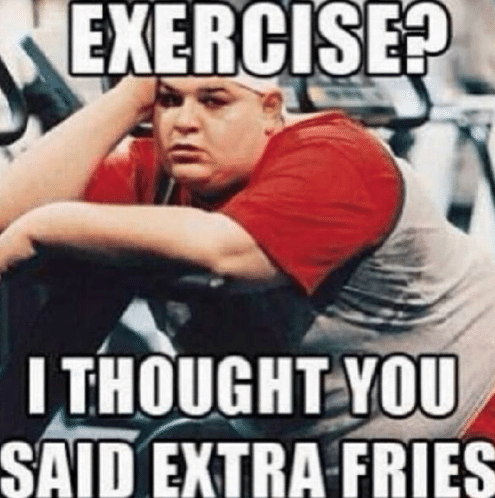 EXERCISE?
I THOUGHT YOU
SAID EXTRA FRIES